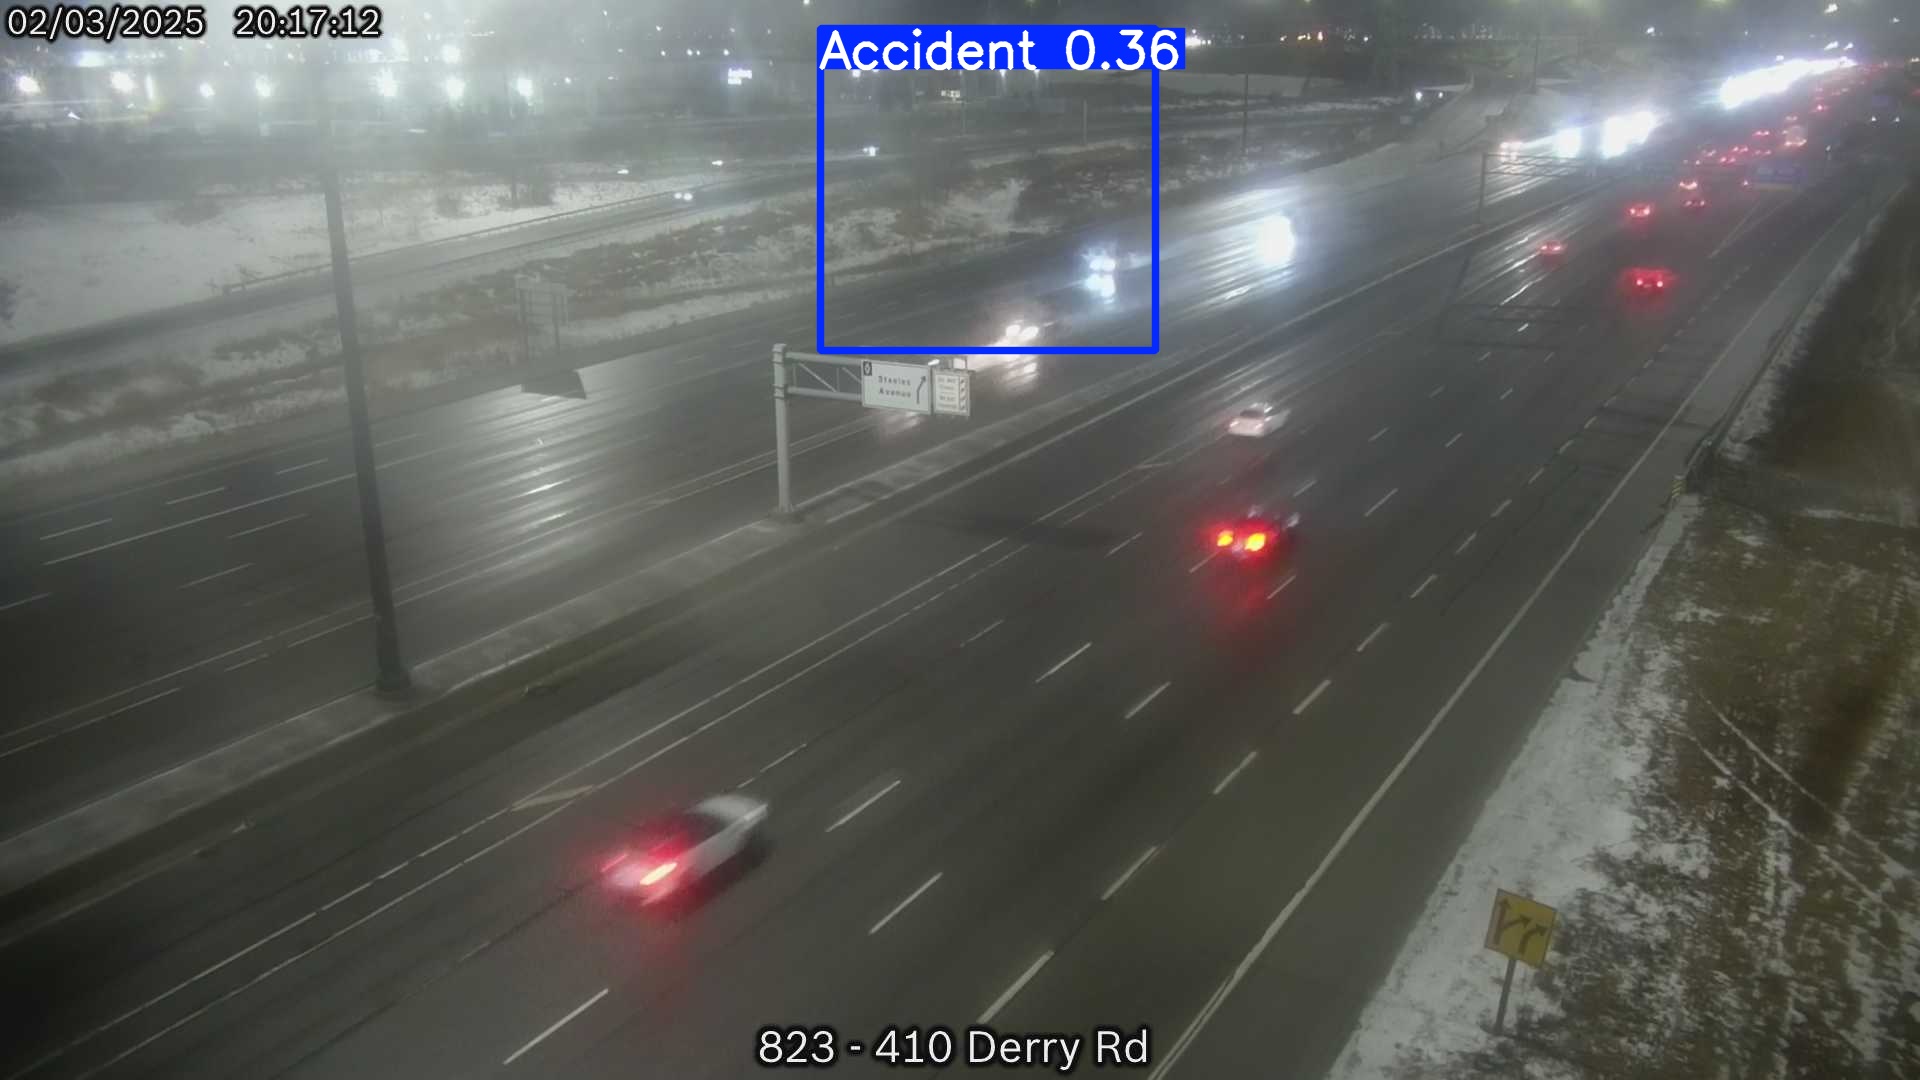 02/03/2025 20:17:12
Accident 0.36
Steeles
Avenue
823 - 410 Derry Rd